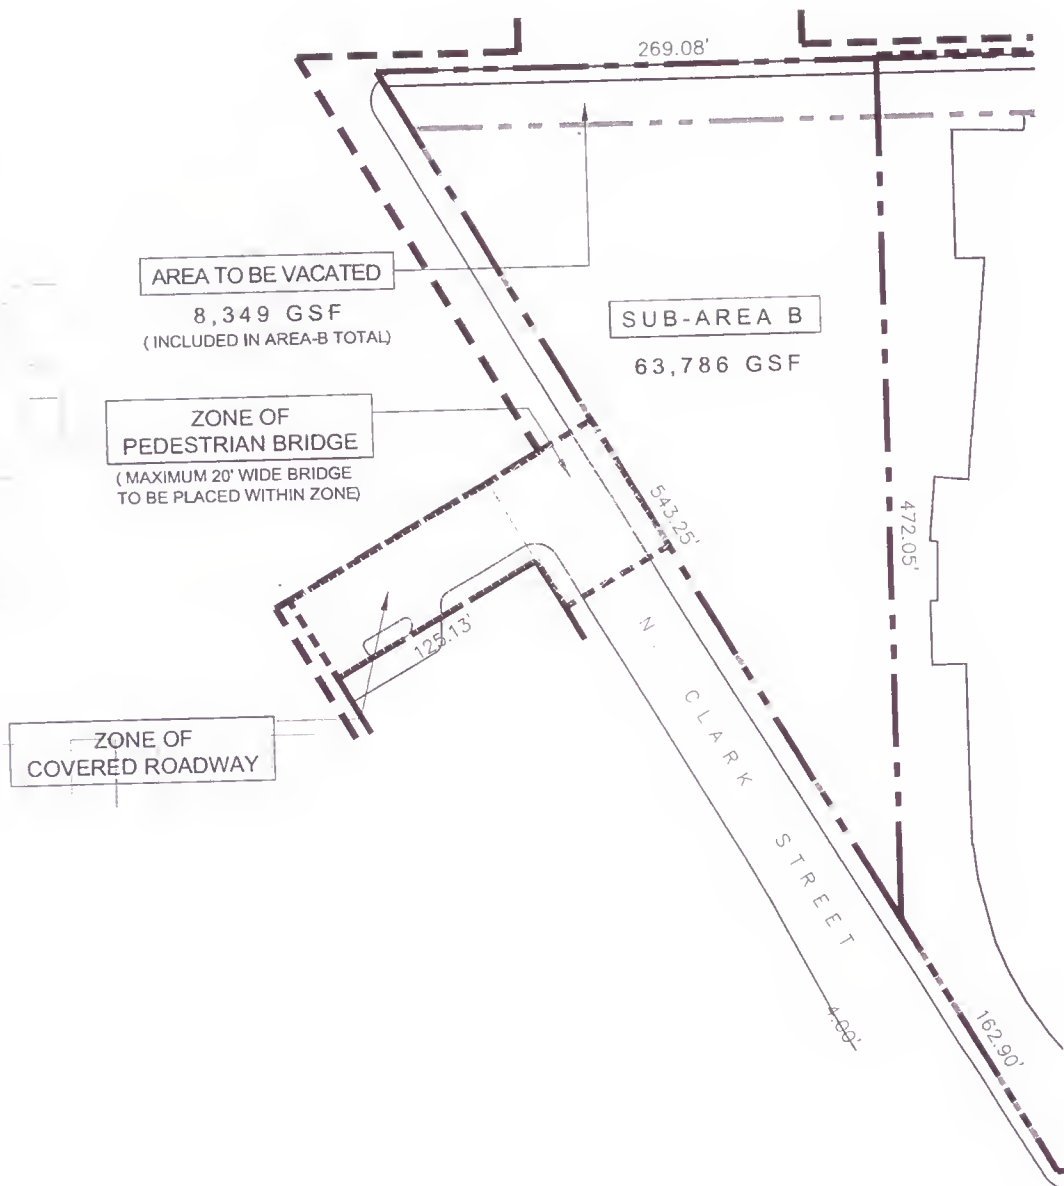 269.08'
AREA TO BE VACATED
8,349 GSF
( INCLUDED IN AREA-B TOTAL)
SUB-AREA B
63,786 GSF
ZONE OF
PEDESTRIAN BRIDGE
( MAXIMUM 20' WIDE BRIDGE
TO BE PLACED WITHIN ZONE)
543.25'
472.05'
125.13'
N. CLARK STREET
ZONE OF
COVERED ROADWAY
4.00'
162.90'